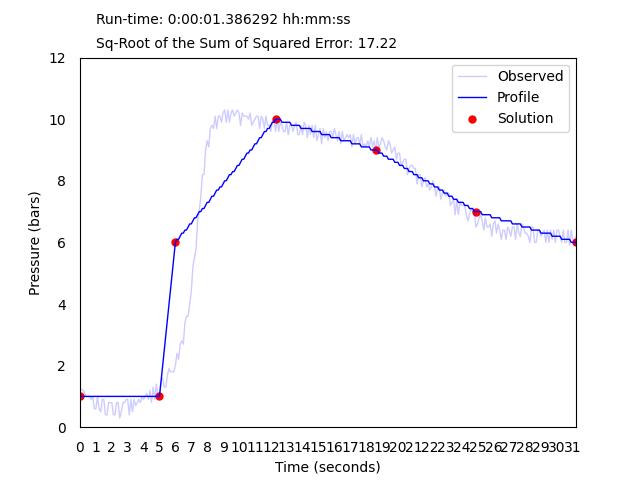 Run-time: 0:00:01.386292 hh:mm:ss
Sq-Root of the Sum of Squared Error: 17.22
12
10
8
6
4
2
0
Pressure (bars)
Observed
Profile
Solution
0 1 2 3 4 5 6 7 8 9 10 11 12 13 14 15 16 17 18 19 20 21 22 23 24 25 26 27 28 29 30 31
Time (seconds)